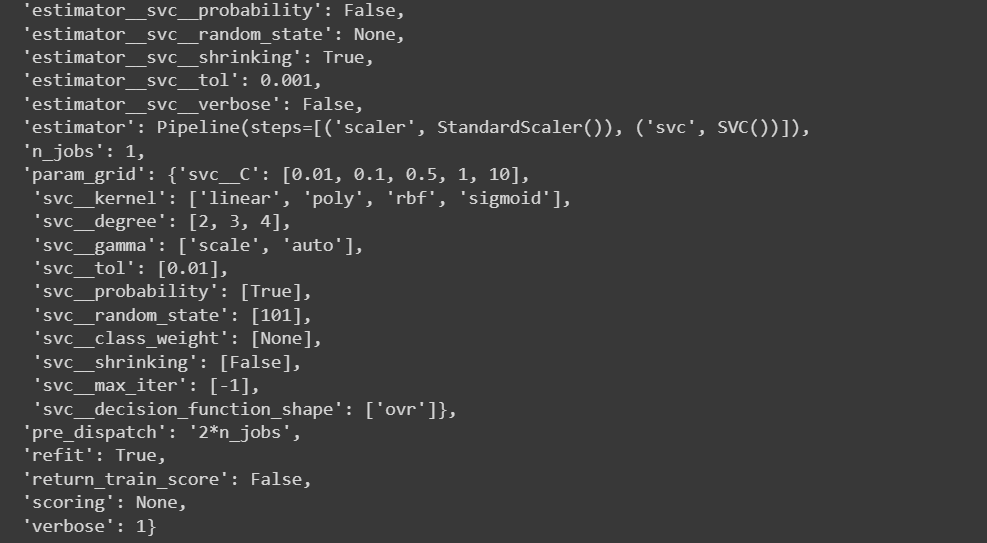 'estimator__svc__probability': False,
'estimator__svc__random_state': None,
'estimator__svc__shrinking': True,
'estimator__svc__tol': 0.001,
'estimator__svc__verbose': False,
'estimator': Pipeline(steps=[('scaler', StandardScaler()), ('svc', SVC())]),
'n_jobs': 1,
'param_grid': {'svc__C': [0.01, 0.1, 0.5, 1, 10],
'svc__kernel': ['linear', 'poly', 'rbf', 'sigmoid'],
'svc__degree': [2, 3, 4],
'svc__gamma': ['scale', 'auto'],
'svc__tol': [0.01],
'svc__probability': [True],
'svc__random_state': [101],
'svc__class_weight': [None],
'svc__shrinking': [False],
'svc__max_iter': [-1],
'svc__decision_function_shape': ['ovr']},
'pre_dispatch': '2*n_jobs',
'refit': True,
'return_train_score': False,
'scoring': None,
'verbose': 1}